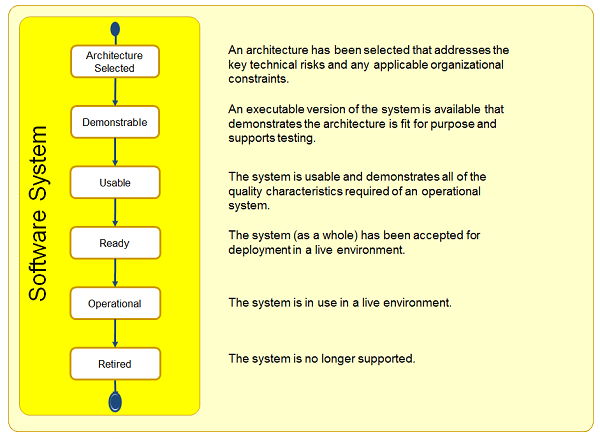 Software System
Architecture
Selected
An architecture has been selected that addresses the
key technical risks and any applicable organizational
constraints.
Demonstrable
An executable version of the system is available that
demonstrates the architecture is fit for purpose and
supports testing.
Usable
The system is usable and demonstrates all of the
quality characteristics required of an operational
system.
Ready
The system (as a whole) has been accepted for
deployment in a live environment.
Operational
The system is in use in a live environment.
Retired
The system is no longer supported.